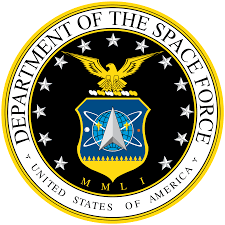 DEPARTMENT OF THE SPACE FORCE
MMLI
UNITED STATES OF AMERICA